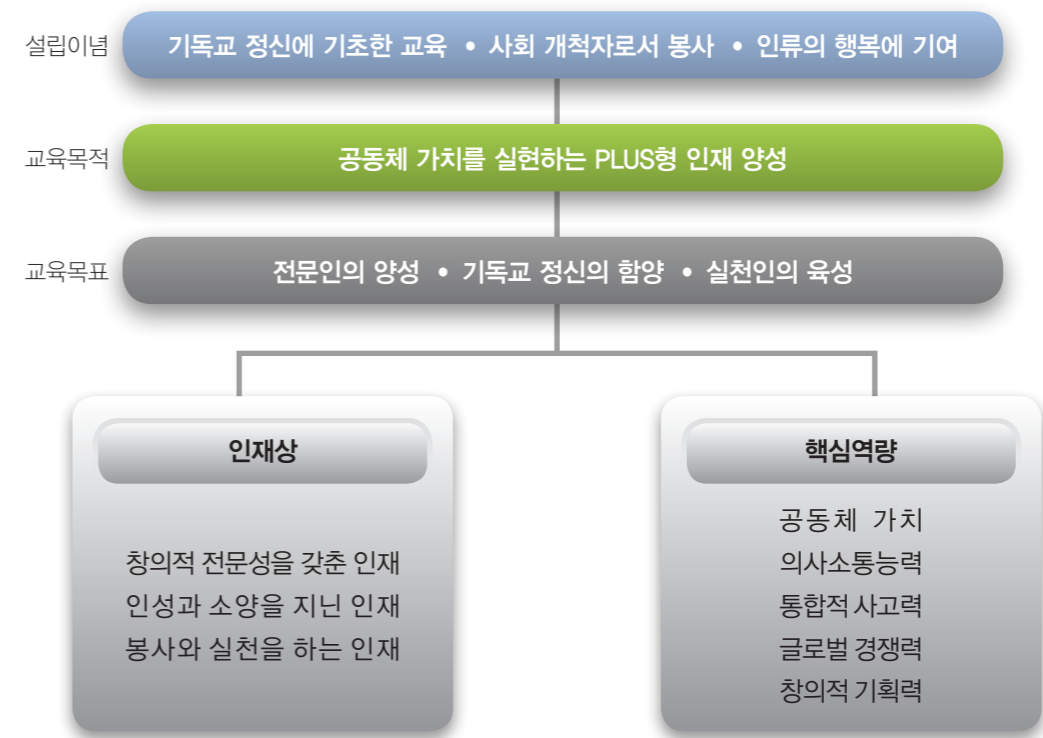 설립이념
기독교 정신에 기초한 교육 • 사회 개척자로서 봉사 • 인류의 행복에 기여
교육목적
공동체 가치를 실현하는 PLUS형 인재 양성
교육목표
전문인의 양성 • 기독교 정신의 함양 • 실천인의 육성
인재상
창의적 전문성을 갖춘 인재
인성과 소양을 지닌 인재
봉사와 실천을 하는 인재
핵심역량
공동체 가치
의사소통능력
통합적 사고력
글로벌 경쟁력
창의적 기획력